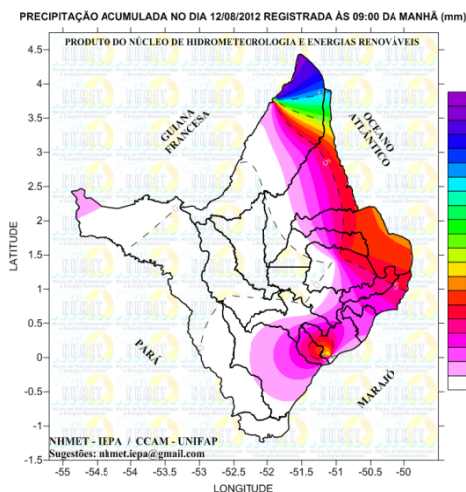 PRECIPITAÇÃO ACUMULADA NO DIA 12/08/2012 REGISTRADA ÀS 09:00 DA MANHÃ (mm)
PRODUTO DO NÚCLEO DE HIDROMETEOROLOGIA E ENERGIAS RENOVÁVEIS
4.5
4
3.5
3
2.5
2
1.5
1
0.5
0
-0.5
-1
-1.5
LATITUDE
GUIANA
FRANCESA
OCEANO
ATLÂNTICO
5
PARÁ
MARAJÓ
NHMET - IEPA / CCAM - UNIFAP
Sugestões: nhmet.iepa@gmail.com
-55 -54.5 -54 -53.5 -53 -52.5 -52 -51.5 -51 -50.5 -50
LONGITUDE